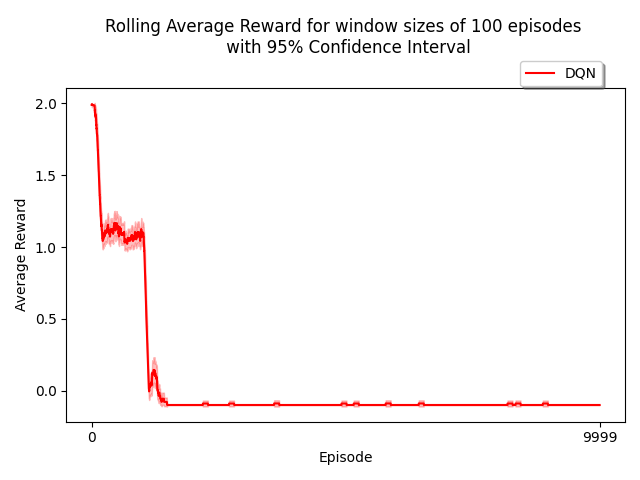 Rolling Average Reward for window sizes of 100 episodes
with 95% Confidence Interval
DQN
2.0
1.5
1.0
0.5
0.0
Average Reward
0
9999
Episode